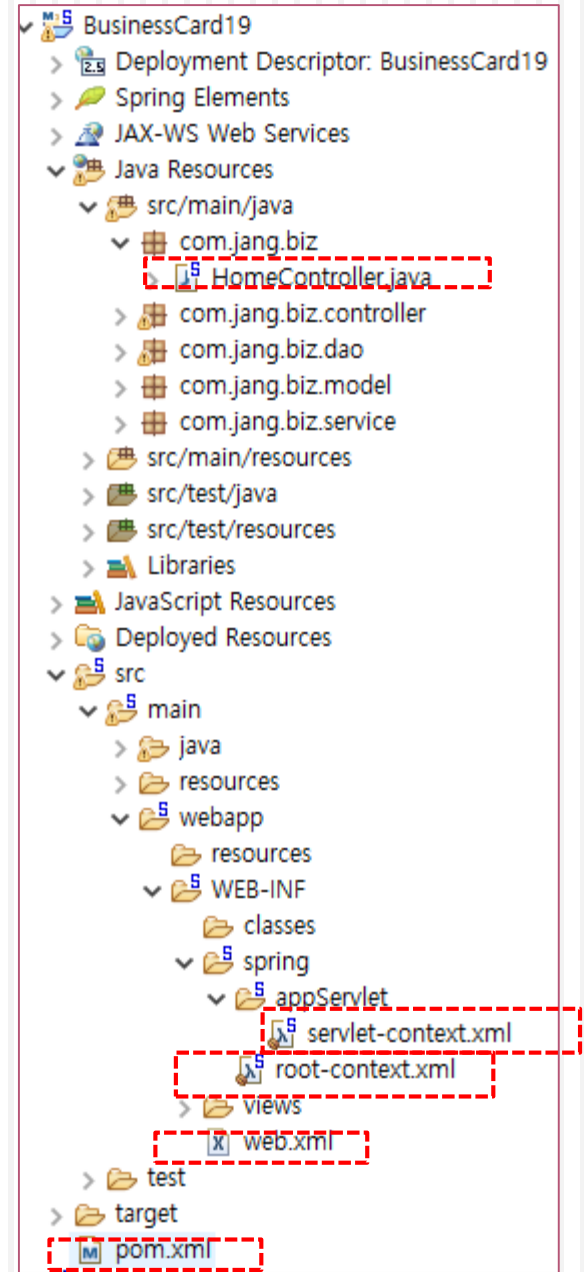 BusinessCard19
Deployment Descriptor: BusinessCard19
Spring Elements
JAX-WS Web Services
Java Resources
src/main/java
com.jang.biz
HomeController.java
com.jang.biz.controller
com.jang.biz.dao
com.jang.biz.model
com.jang.biz.service
src/main/resources
src/test/java
src/test/resources
Libraries
JavaScript Resources
Deployed Resources
src
main
java
resources
webapp
resources
WEB-INF
classes
spring
appServlet
servlet-context.xml
root-context.xml
views
web.xml
test
target
pom.xml